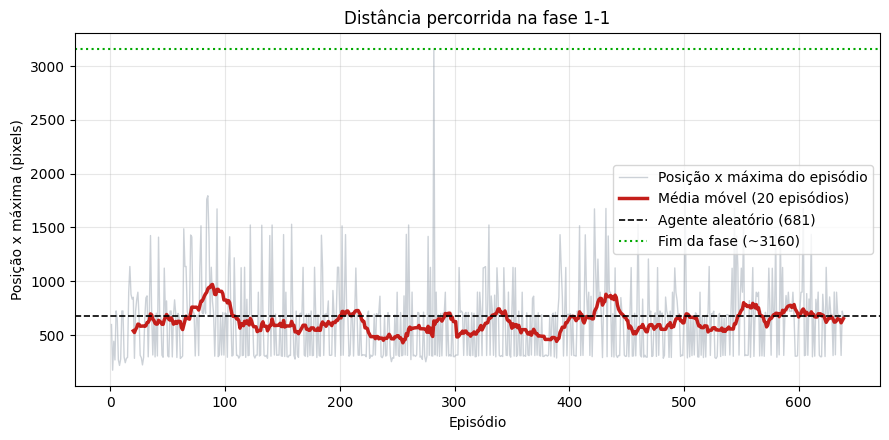 Distância percorrida na fase 1-1
Posição x máxima (pixels)
3000
2500
2000
1500
1000
500
Posição x máxima do episódio
Média móvel (20 episódios)
Agente aleatório (681)
Fim da fase (~3160)
0
100
200
300
400
500
600
Episódio